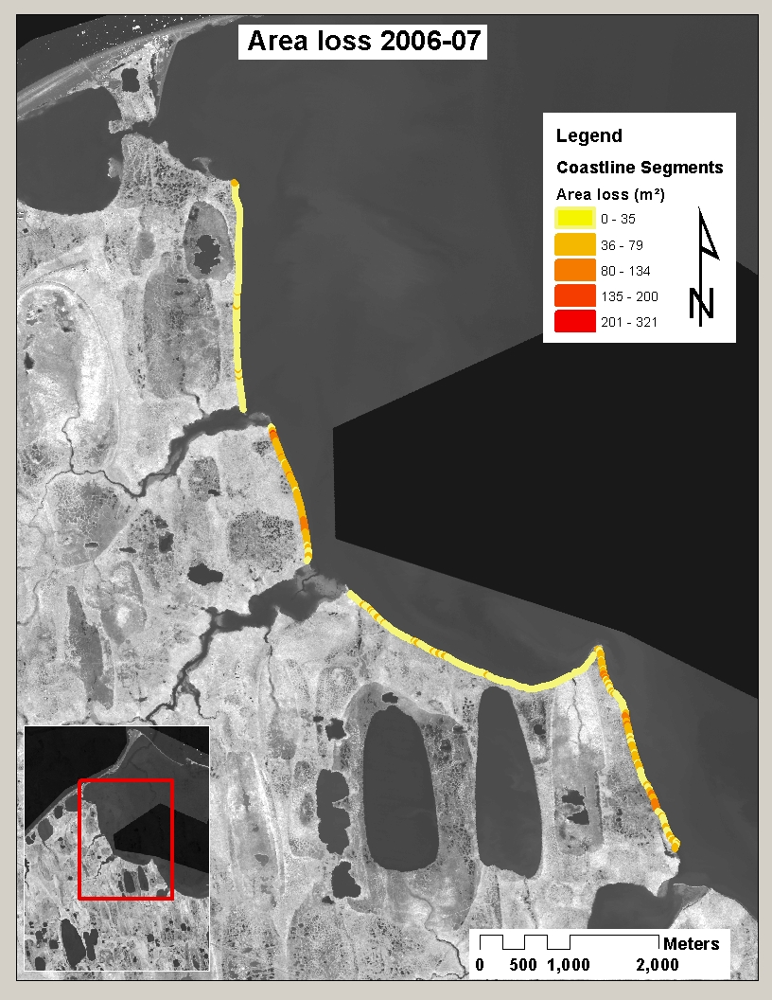 Area loss 2006-07
Legend
Coastline Segments
Area loss (m²)
0 - 35
36 - 79
80 - 134
135 - 200
201 - 321
N
Meters
0 500 1,000 2,000